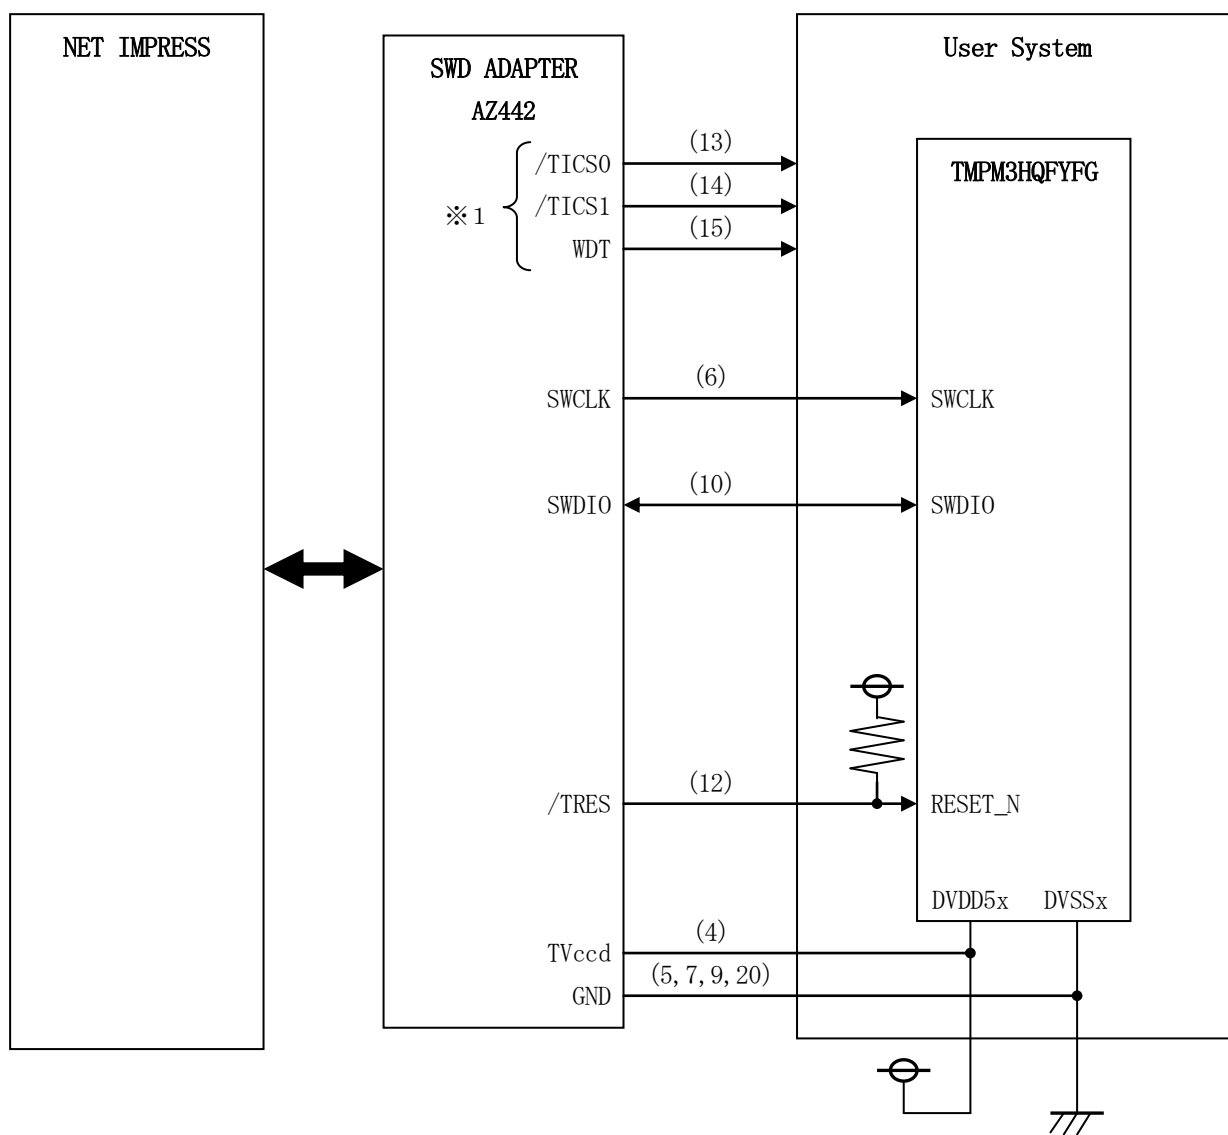 NET IMPRESS
SWD ADAPTER
AZ442
User System
TMPM3HQFYFG
※1
/TICS0
(13)
/TICS1
(14)
WDT
(15)
SWCLK
(6)
SWCLK
SWDIO
(10)
SWDIO
/TRES
(12)
RESET_N
DVDD5x
DVSSx
TVccd
(4)
GND
(5,7,9,20)